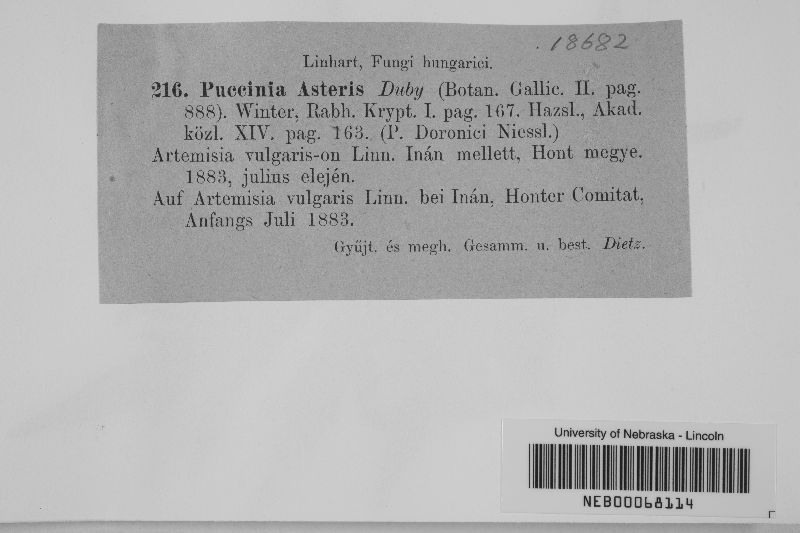 18682
Linhart, Fungi hungarici.
216. Puccinia Asteris Duby (Botan. Gallic. II. pag.
888). Winter, Rabh. Krypt. I. pag. 167. Hazsl., Akad.
közl. XIV. pag. 163. (P. Doronici Niessl.)
Artemisia vulgaris-on Linn. Inán mellett, Hont megye.
1883, julius elején.
Auf Artemisia vulgaris Linn. bei Inán, Honter Comitat,
Anfangs Juli 1883.
Gyűjt. és megh. Gesamm. u. best. Dietz.
University of Nebraska - Lincoln
NEB00068114